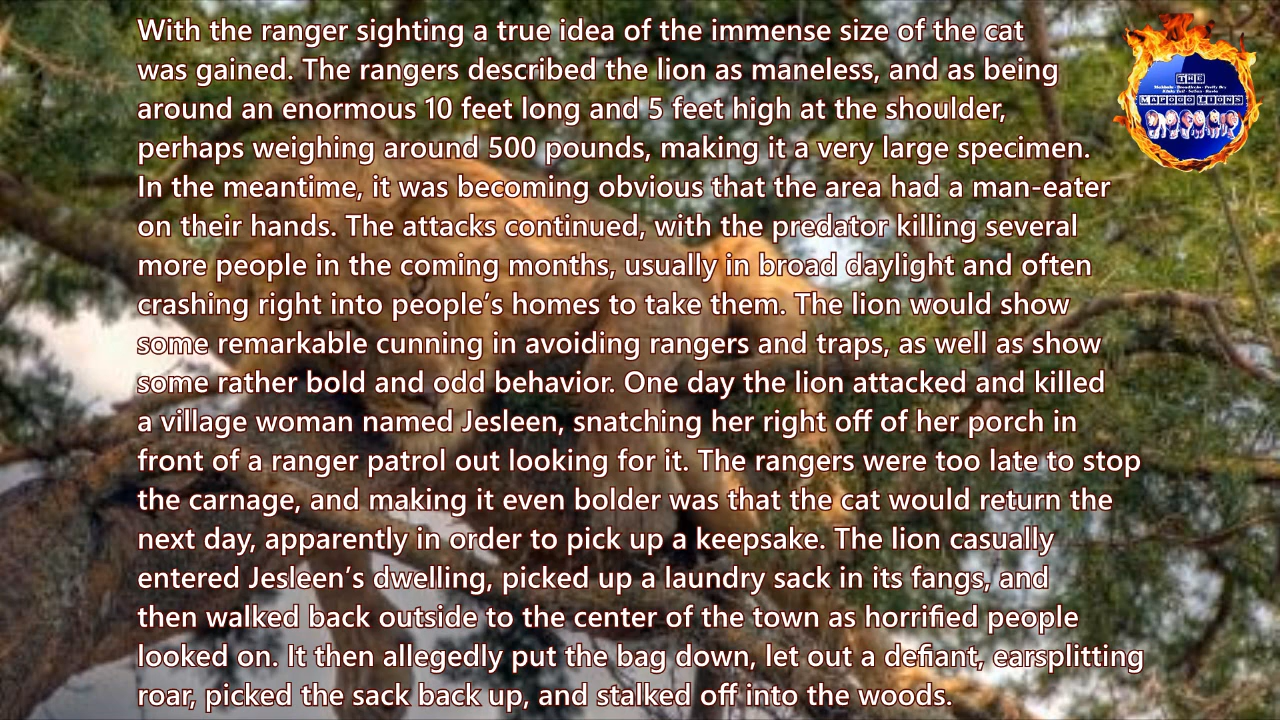 With the ranger sighting a true idea of the immense size of the cat
was gained. The rangers described the lion as maneless, and as being
around an enormous 10 feet long and 5 feet high at the shoulder,
perhaps weighing around 500 pounds, making it a very large specimen.
In the meantime, it was becoming obvious that the area had a man-eater
on their hands. The attacks continued, with the predator killing several
more people in the coming months, usually in broad daylight and often
crashing right into people’s homes to take them. The lion would show
some remarkable cunning in avoiding rangers and traps, as well as show
some rather bold and odd behavior. One day the lion attacked and killed
a village woman named Jesleen, snatching her right off of her porch in
front of a ranger patrol out looking for it. The rangers were too late to stop
the carnage, and making it even bolder was that the cat would return the
next day, apparently in order to pick up a keepsake. The lion casually
entered Jesleen’s dwelling, picked up a laundry sack in its fangs, and
then walked back outside to the center of the town as horrified people
looked on. It then allegedly put the bag down, let out a defiant, earsplitting
roar, picked the sack back up, and stalked off into the woods.
THE
MAPOGO LIONS